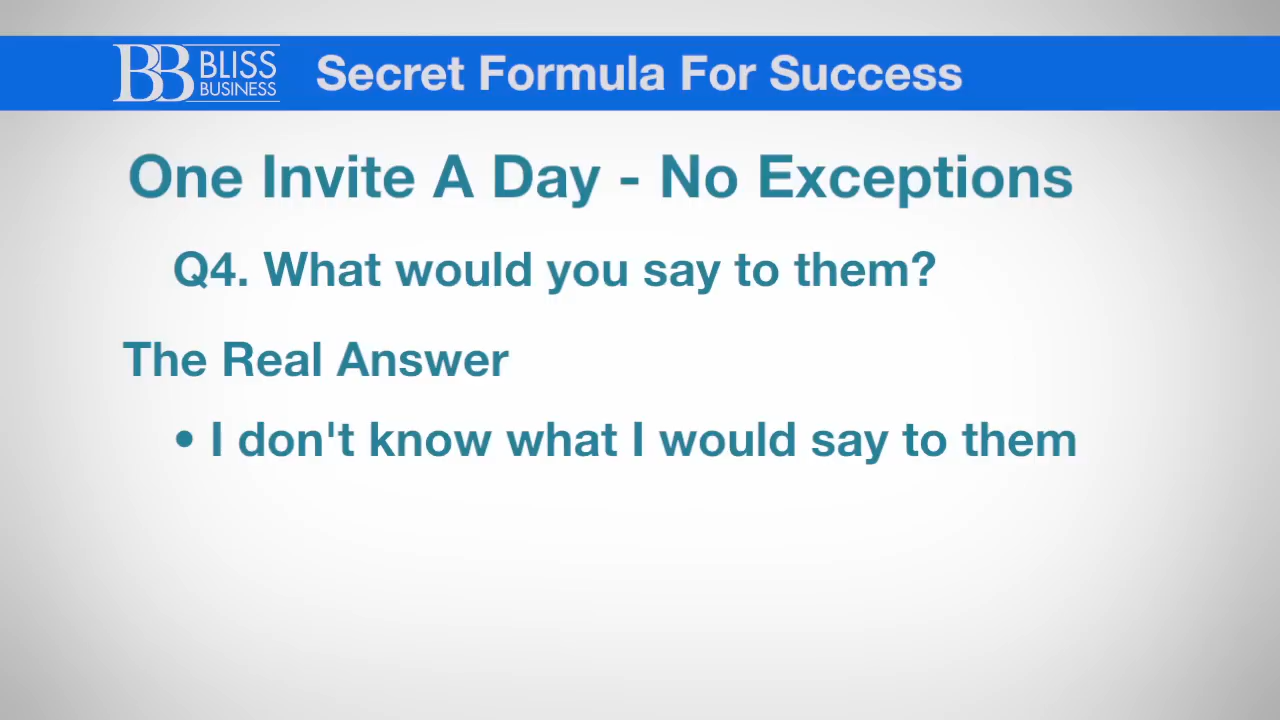 BB BLISS BUSINESS
Secret Formula For Success
One Invite A Day - No Exceptions
Q4. What would you say to them?
The Real Answer
• I don't know what I would say to them